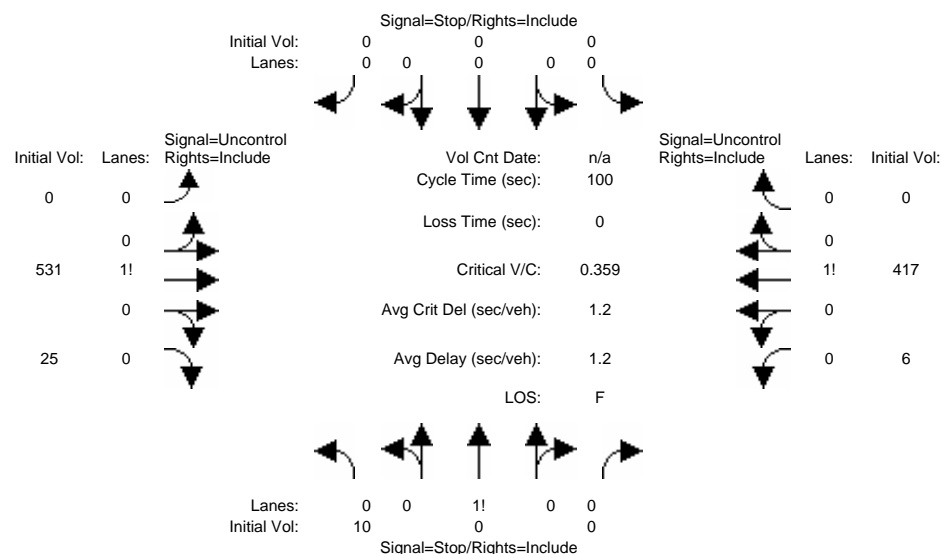 Signal=Stop/Rights=Include
Initial Vol: 0 0 0
Lanes: 0 0 0 0 0
Signal=Uncontrol Signal=Uncontrol
Initial Vol: Lanes: Rights=Include Vol Cnt Date: n/a Rights=Include Lanes: Initial Vol:
Cycle Time (sec): 100
0 0 0 0
Loss Time (sec): 0
0 0
531 1! Critical V/C: 0.359 1! 417
0 Avg Crit Del (sec/veh): 1.2 0
25 0 Avg Delay (sec/veh): 1.2 0 6
LOS: F
Lanes: 0 0 1! 0 0
Initial Vol: 10 0 0
Signal=Stop/Rights=Include